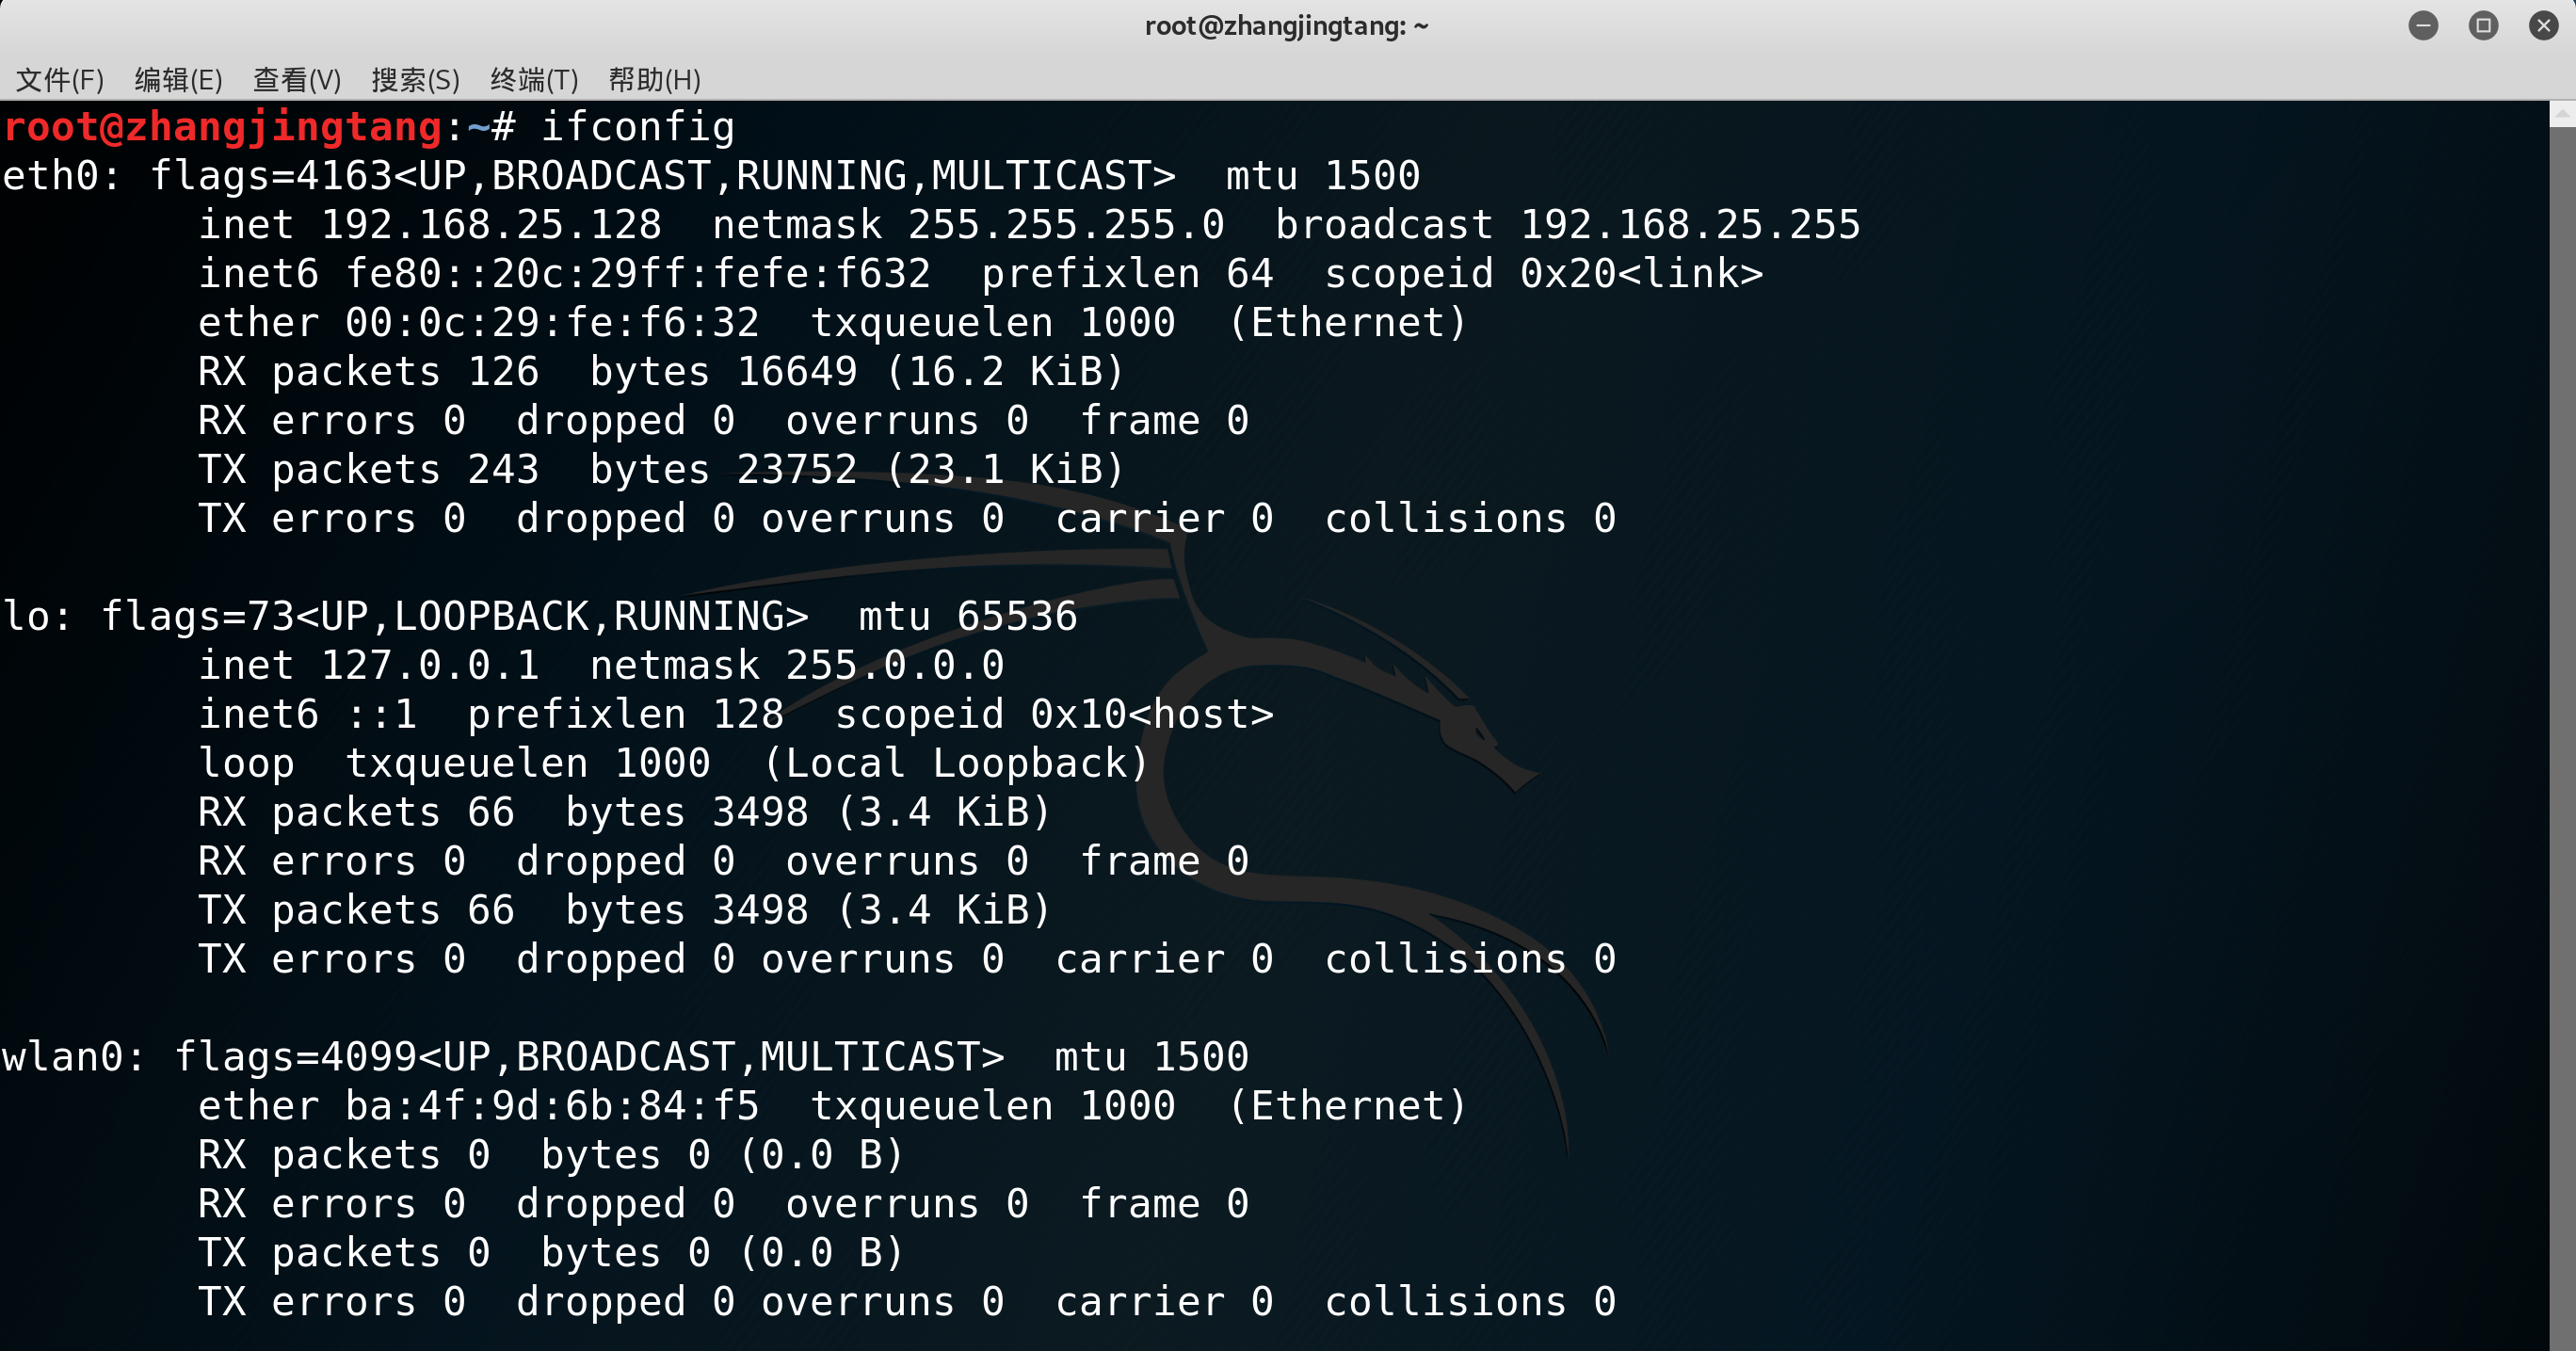 root@zhangjingtang: ~
文件(F) 编辑(E) 查看(V) 搜索(S) 终端(T) 帮助(H)
root@zhangjingtang:~# ifconfig
eth0: flags=4163<UP,BROADCAST,RUNNING,MULTICAST>  mtu 1500
        inet 192.168.25.128  netmask 255.255.255.0  broadcast 192.168.25.255
        inet6 fe80::20c:29ff:fefe:f632  prefixlen 64  scopeid 0x20<link>
        ether 00:0c:29:fe:f6:32  txqueuelen 1000  (Ethernet)
        RX packets 126  bytes 16649 (16.2 KiB)
        RX errors 0  dropped 0  overruns 0  frame 0
        TX packets 243  bytes 23752 (23.1 KiB)
        TX errors 0  dropped 0 overruns 0  carrier 0  collisions 0
lo: flags=73<UP,LOOPBACK,RUNNING>  mtu 65536
        inet 127.0.0.1  netmask 255.0.0.0
        inet6 ::1  prefixlen 128  scopeid 0x10<host>
        loop  txqueuelen 1000  (Local Loopback)
        RX packets 66  bytes 3498 (3.4 KiB)
        RX errors 0  dropped 0  overruns 0  frame 0
        TX packets 66  bytes 3498 (3.4 KiB)
        TX errors 0  dropped 0 overruns 0  carrier 0  collisions 0
wlan0: flags=4099<UP,BROADCAST,MULTICAST>  mtu 1500
        ether ba:4f:9d:6b:84:f5  txqueuelen 1000  (Ethernet)
        RX packets 0  bytes 0 (0.0 B)
        RX errors 0  dropped 0  overruns 0  frame 0
        TX packets 0  bytes 0 (0.0 B)
        TX errors 0  dropped 0 overruns 0  carrier 0  collisions 0